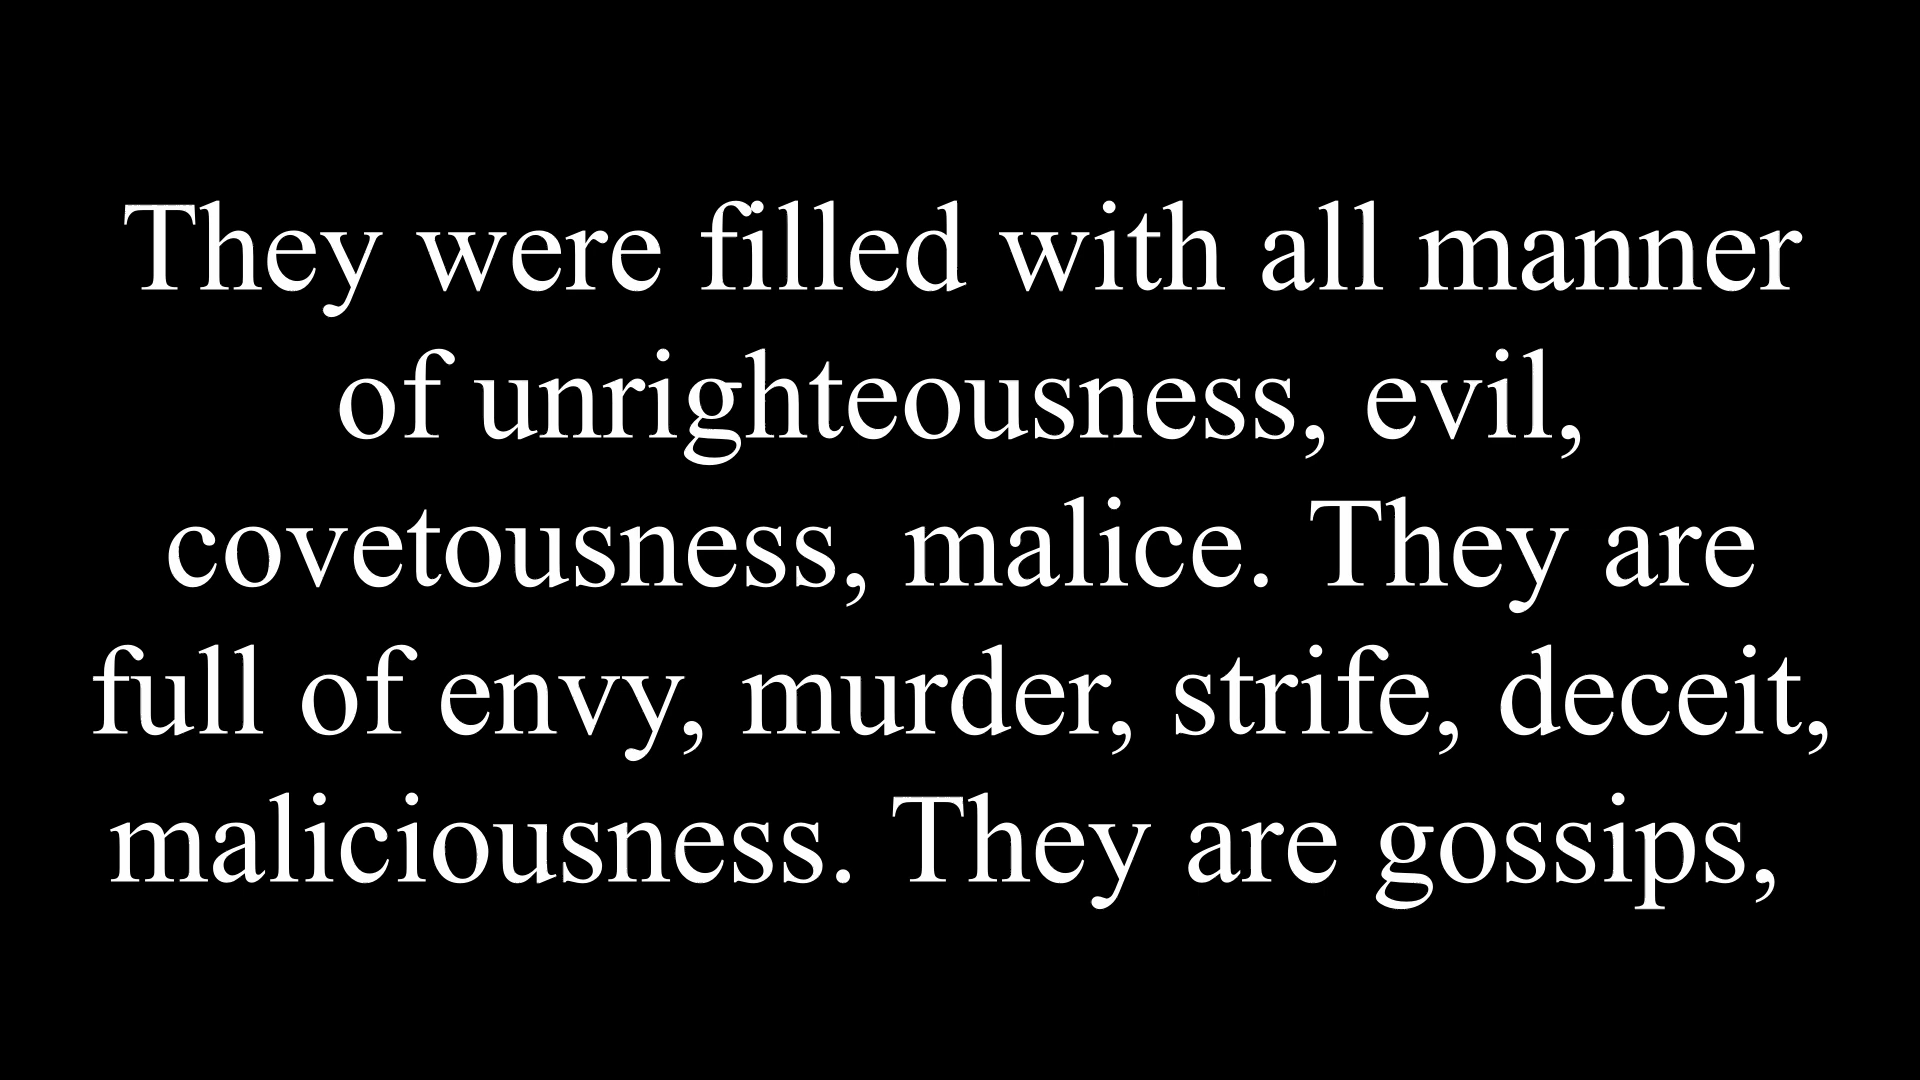 They were filled with all manner
of unrighteousness, evil,
covetousness, malice. They are
full of envy, murder, strife, deceit,
maliciousness. They are gossips,